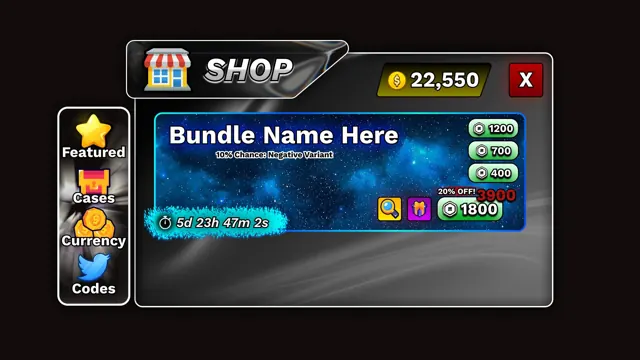 SHOP
22,550
X
Featured
Cases
Currency
Codes
Bundle Name Here
10% Chance: Negative Variant
1200
700
400
20% OFF!
3900
1800
5d 23h 47m 2s